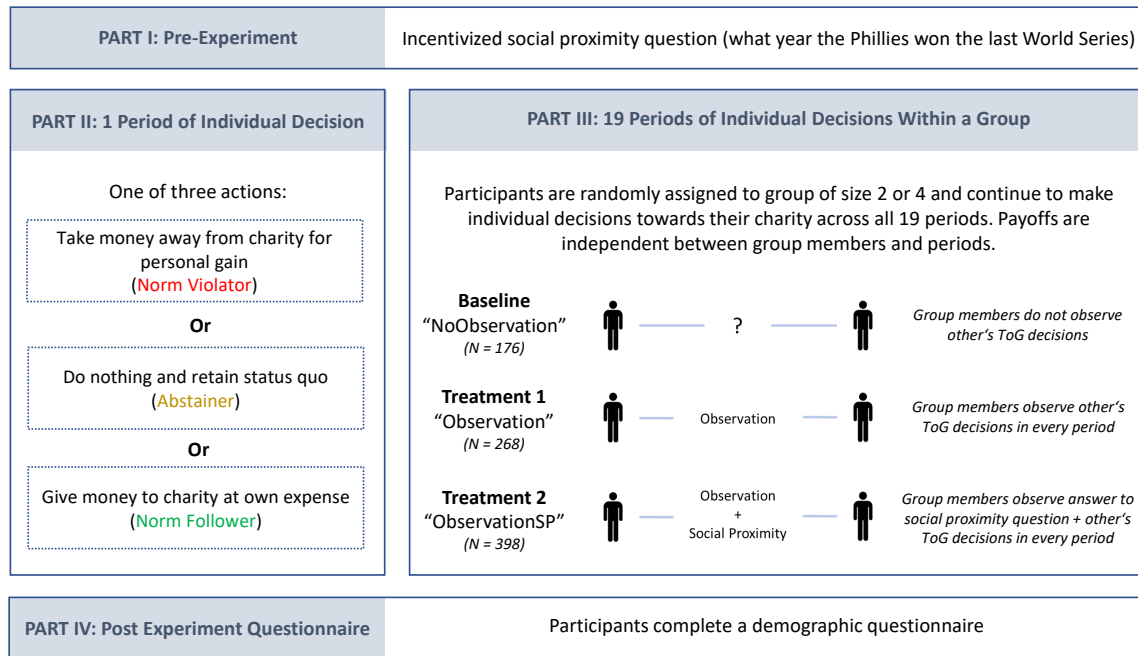 PART I: Pre-Experiment
Incentivized social proximity question (what year the Phillies won the last World Series)
PART II: 1 Period of Individual Decision
One of three actions:
Take money away from charity for
personal gain
(Norm Violator)
Or
Do nothing and retain status quo
(Abstainer)
Or
Give money to charity at own expense
(Norm Follower)
PART III: 19 Periods of Individual Decisions Within a Group
Participants are randomly assigned to group of size 2 or 4 and continue to make
individual decisions towards their charity across all 19 periods. Payoffs are
independent between group members and periods.
Baseline
“NoObservation”
(N = 176)
?
Group members do not observe
other‘s ToG decisions
Treatment 1
“Observation”
(N = 268)
Observation
Group members observe other‘s
ToG decisions in every period
Treatment 2
“ObservationSP”
(N = 398)
Observation
+
Social Proximity
Group members observe answer to
social proximity question + other‘s
ToG decisions in every period
PART IV: Post Experiment Questionnaire
Participants complete a demographic questionnaire